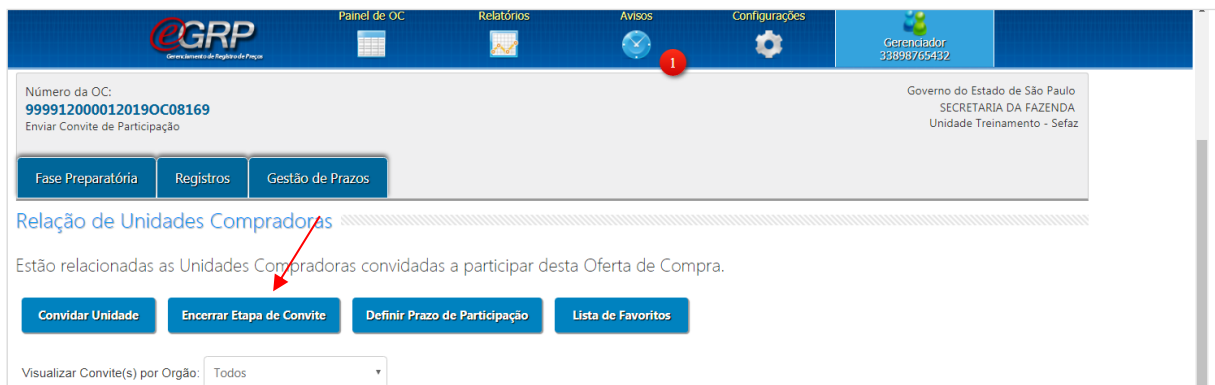 Painel de OC Relatórios Avisos Configurações
eGRP
Gerenciamento de Registro de Preços
1
Gerenciador
33898765432
Número da OC:
999912000012019OC08169
Enviar Convite de Participação
Governo do Estado de São Paulo
SECRETARIA DA FAZENDA
Unidade Treinamento - Sefaz
Fase Preparatória Registros Gestão de Prazos
Relação de Unidades Compradoras
Estão relacionadas as Unidades Compradoras convidadas a participar desta Oferta de Compra.
Convidar Unidade Encerrar Etapa de Convite Definir Prazo de Participação Lista de Favoritos
Visualizar Convite(s) por Orgão: Todos